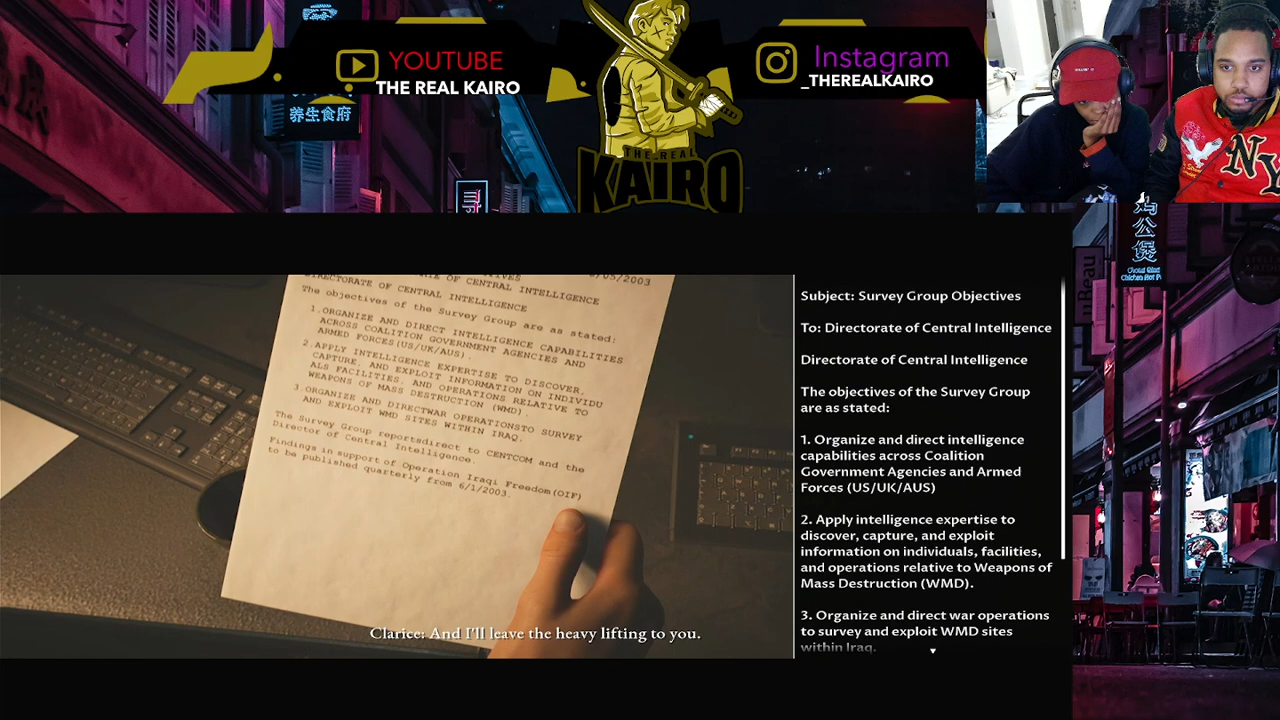 YOUTUBE
THE REAL KAIRO
Instagram
_THEREALKAIRO
THE REAL
KAIRO
NY
养生食府
鸡
公
煲
DIRECTORATE OF CENTRAL INTELLIGENCE
The objectives of the Survey Group are as stated:
1.ORGANIZE AND DIRECT INTELLIGENCE CAPABILITIES
ACROSS COALITION GOVERNMENT AGENCIES AND
ARMED FORCES(US/UK/AUS).
2.APPLY INTELLIGENCE EXPERTISE TO DISCOVER,
CAPTURE, AND EXPLOIT INFORMATION ON INDIVIDU
ALS FACILITIES, AND OPERATIONS RELATIVE TO
WEAPONS OF MASS DESTRUCTION (WMD).
3.ORGANIZE AND DIRECTWAR OPERATIONSTO SURVEY
AND EXPLOIT WMD SITES WITHIN IRAQ.
The Survey Group reportsdirect to CENTCOM and the
Director of Central Intelligence.
Findings in support of Operation Iraqi Freedom(OIF)
to be published quarterly from 6/1/2003.
Clarice: And I'll leave the heavy lifting to you.
Subject: Survey Group Objectives
To: Directorate of Central Intelligence
Directorate of Central Intelligence
The objectives of the Survey Group
are as stated:
1. Organize and direct intelligence
capabilities across Coalition
Government Agencies and Armed
Forces (US/UK/AUS)
2. Apply intelligence expertise to
discover, capture, and exploit
information on individuals, facilities,
and operations relative to Weapons of
Mass Destruction (WMD).
3. Organize and direct war operations
to survey and exploit WMD sites
within Iraq.